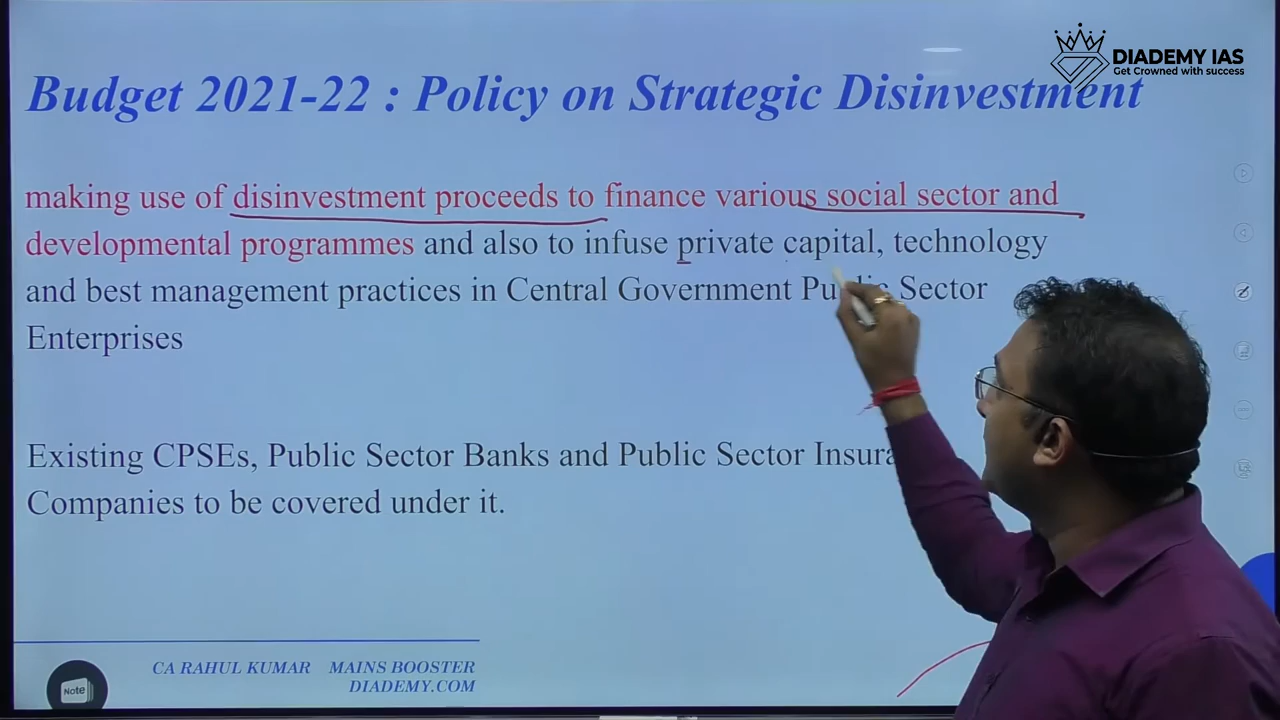 DIADEMY IAS
Get Crowned with success
Budget 2021-22 : Policy on Strategic Disinvestment
making use of disinvestment proceeds to finance various social sector and
developmental programmes and also to infuse private capital, technology
and best management practices in Central Government Sector
Enterprises
Existing CPSEs, Public Sector Banks and Public Sector
Companies to be covered under it.
CA RAHUL KUMAR MAINS BOOSTER
DIADEMY.COM
Note